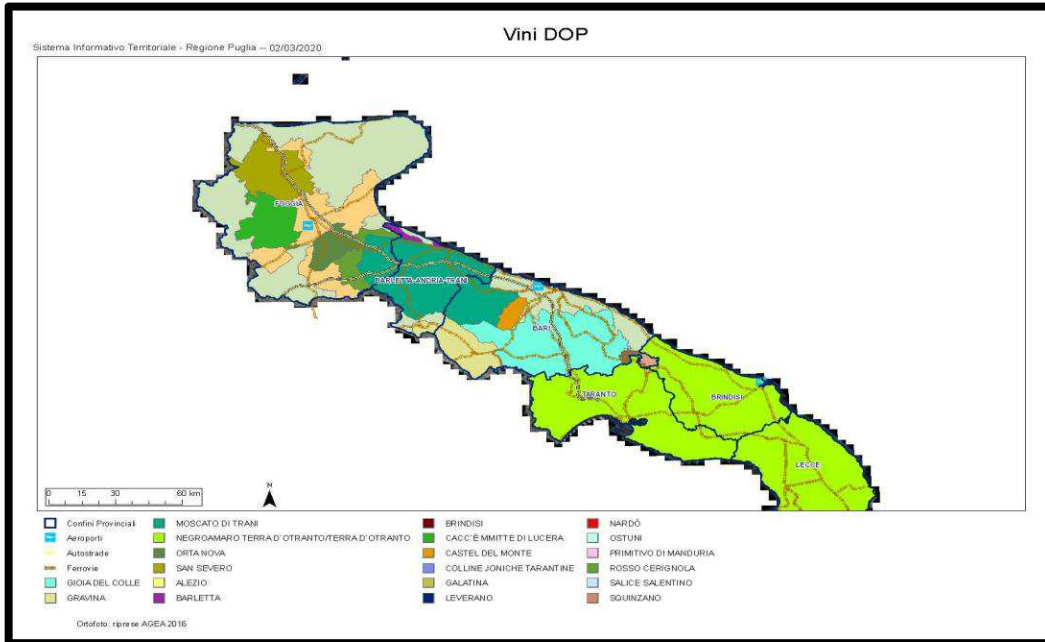 Vini DOP
Sistema Informativo Territoriale - Regione Puglia -- 02/03/2020
FOGGIA
BARLETTA-ANDRIA-TRANI
BARI
TARANTO
BRINDISI
LECCE
0 15 30 60 km
N
Confini Provinciali
Aeroporti
Autostrade
Ferrovie
GIOIA DEL COLLE
GRAVINA
MOSCATO DI TRANI
NEGROAMARO TERRA D'OTRANTO/TERRA D'OTRANTO
ORTA NOVA
SAN SEVERO
ALEZIO
BARLETTA
BRINDISI
CACC'È MMITTE DI LUCERA
CASTEL DEL MONTE
COLLINE JONICHE TARANTINE
GALATINA
LEVERANO
NARDÒ
OSTUNI
PRIMITIVO DI MANDURIA
ROSSO CERIGNOLA
SALICE SALENTINO
SQUINZANO
Ortofoto: riprese AGEA 2016